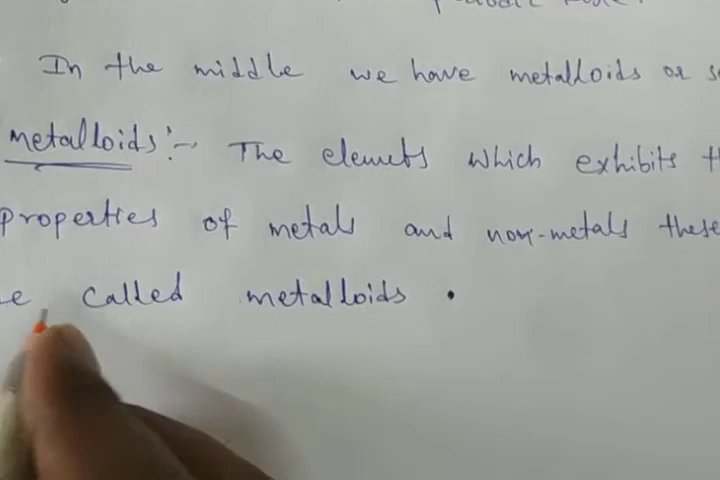 In the middle we have metalloids or
metalloids :- The elemets which exhibits
properties of metals and non-metals these
called metalloids .